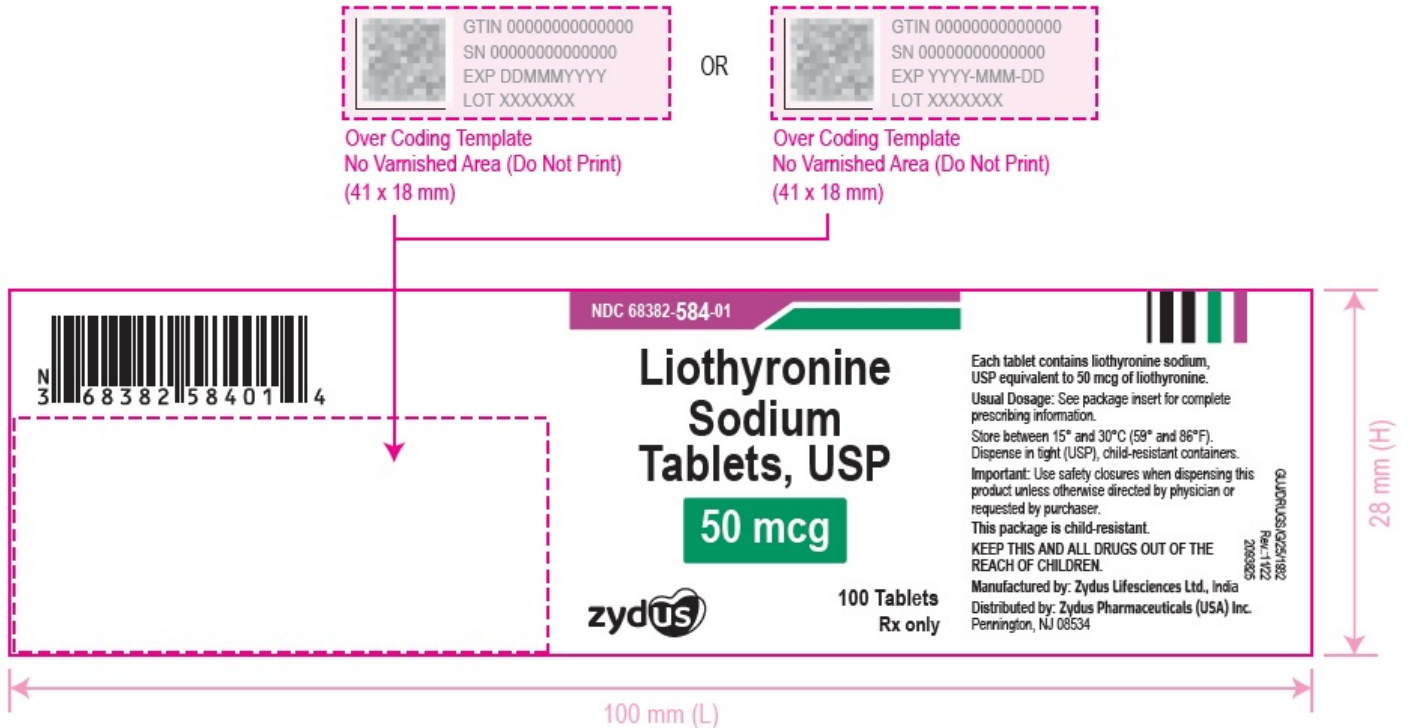 GTIN 00000000000000
SN 00000000000000
EXP DDMMMYYYY
LOT XXXXXXX
OR
GTIN 00000000000000
SN 00000000000000
EXP YYYY-MMM-DD
LOT XXXXXXX
Over Coding Template
No Varnished Area (Do Not Print)
(41 x 18 mm)
Over Coding Template
No Varnished Area (Do Not Print)
(41 x 18 mm)
N
3 68382 58401 4
NDC 68382-584-01
Liothyronine
Sodium
Tablets, USP
50 mcg
zydus
100 Tablets
Rx only
Each tablet contains liothyronine sodium,
USP equivalent to 50 mcg of liothyronine.
Usual Dosage: See package insert for complete
prescribing information.
Store between 15° and 30°C (59° and 86°F).
Dispense in tight (USP), child-resistant containers.
Important: Use safety closures when dispensing this
product unless otherwise directed by physician or
requested by purchaser.
This package is child-resistant.
KEEP THIS AND ALL DRUGS OUT OF THE
REACH OF CHILDREN.
Manufactured by: Zydus Lifesciences Ltd., India
Distributed by: Zydus Pharmaceuticals (USA) Inc.
Pennington, NJ 08534
GUJ/DRUGS/G/25/1832
Rev.:11/22
2093825
28 mm (H)
100 mm (L)